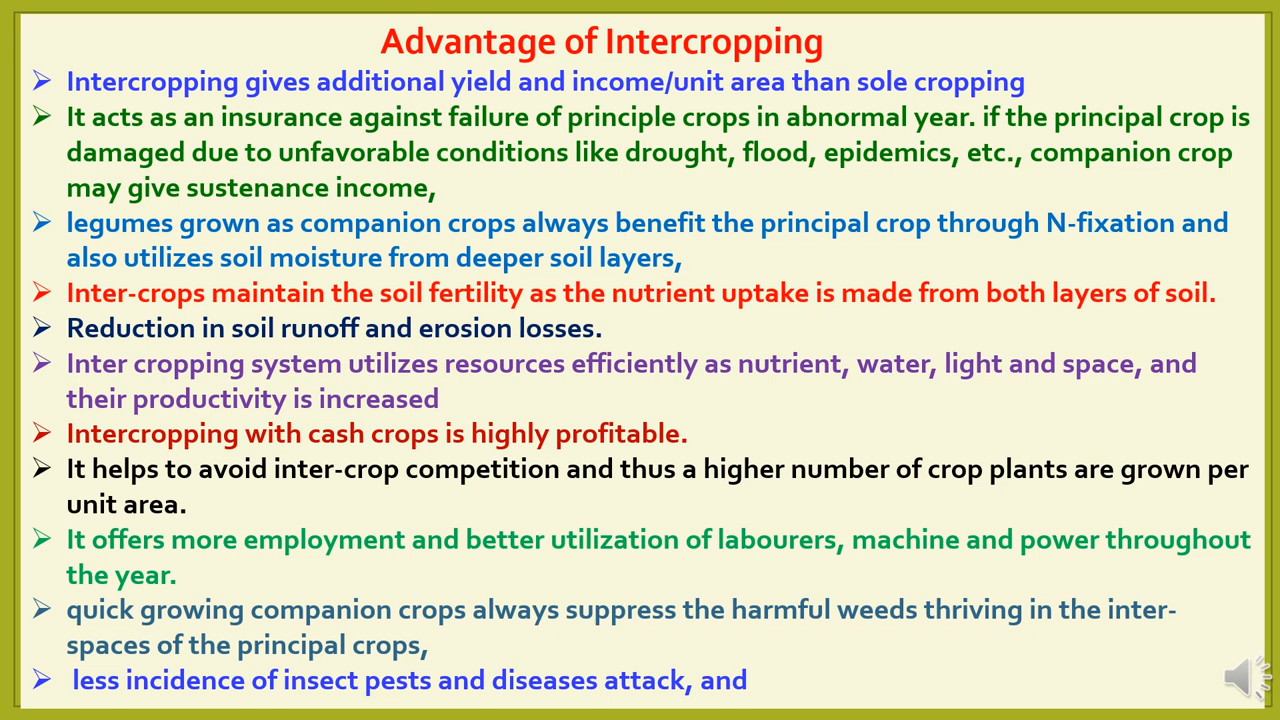 Advantage of Intercropping
➢ Intercropping gives additional yield and income/unit area than sole cropping
➢ It acts as an insurance against failure of principle crops in abnormal year. if the principal crop is
damaged due to unfavorable conditions like drought, flood, epidemics, etc., companion crop
may give sustenance income,
➢ legumes grown as companion crops always benefit the principal crop through N-fixation and
also utilizes soil moisture from deeper soil layers,
➢ Inter-crops maintain the soil fertility as the nutrient uptake is made from both layers of soil.
➢ Reduction in soil runoff and erosion losses.
➢ Inter cropping system utilizes resources efficiently as nutrient, water, light and space, and
their productivity is increased
➢ Intercropping with cash crops is highly profitable.
➢ It helps to avoid inter-crop competition and thus a higher number of crop plants are grown per
unit area.
➢ It offers more employment and better utilization of labourers, machine and power throughout
the year.
➢ quick growing companion crops always suppress the harmful weeds thriving in the inter-
spaces of the principal crops,
➢ less incidence of insect pests and diseases attack, and